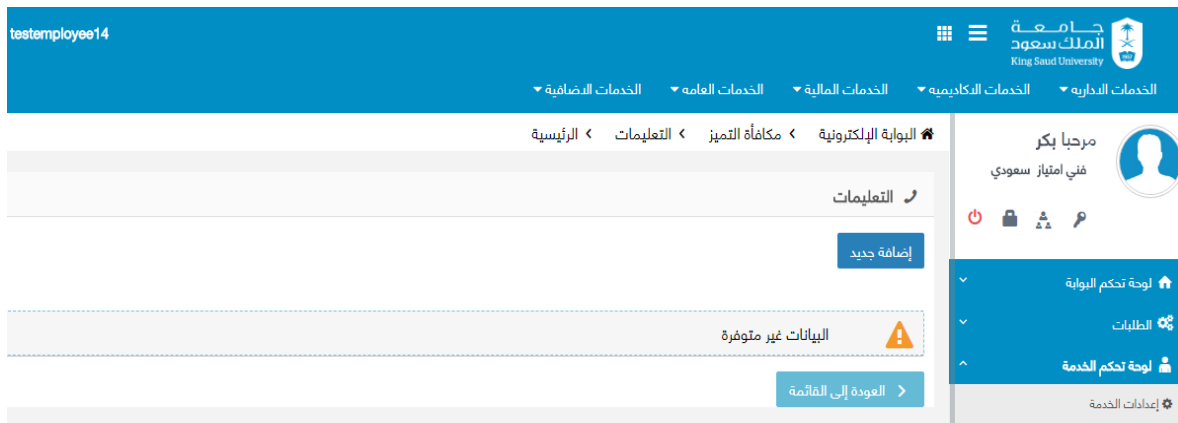 جـــامـــعـــة
الملك سعود
King Saud University
testemployee14
الخدمات الاداريه
الخدمات الاكاديميه
الخدمات المالية
الخدمات العامه
الخدمات الاضافية
البوابة الإلكترونية › مكافأة التميز › التعليمات › الرئيسية
مرحبا بكر
فني امتياز سعودي
لوحة تحكم البوابة
الطلبات
لوحة تحكم الخدمة
إعدادات الخدمة
التعليمات
إضافة جديد
البيانات غير متوفرة
العودة إلى القائمة